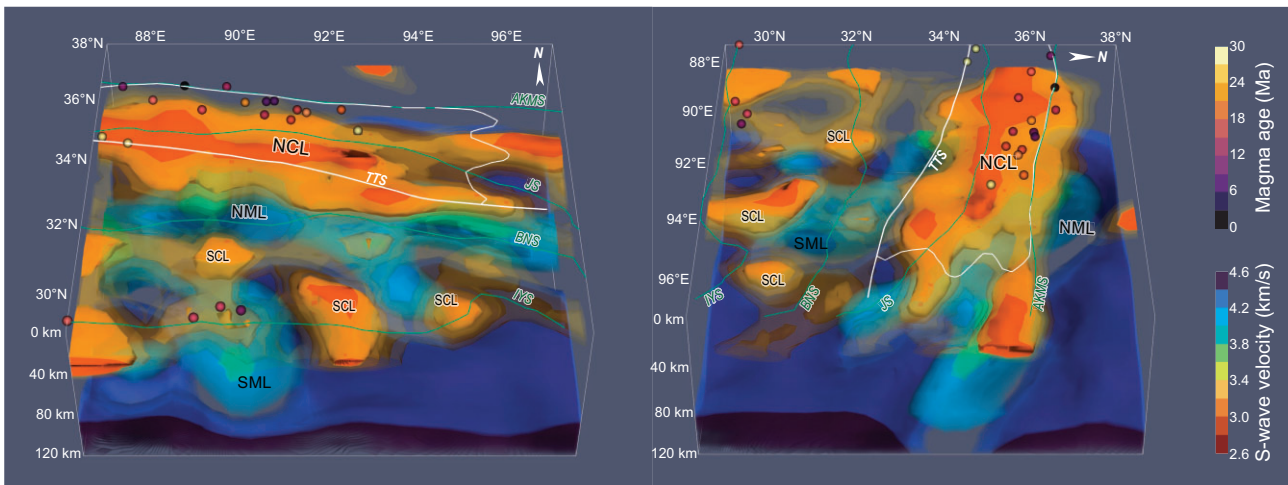 38°N
88°E
90°E
92°E
94°E
96°E
N
36°N
AKMS
NCL
34°N
TTS
JS
NML
32°N
BNS
SCL
30°N
SCL
SCL
IYS
0 km
40 km
SML
80 km
120 km
30°N
32°N
34°N
36°N
38°N
88°E
N
90°E
SCL
TTS
92°E
NCL
SCL
94°E
SML
NML
SCL
96°E
IYS
BNS
JS
AKMS
0 km
40 km
80 km
120 km
30
24
18
12
6
0
Magma age (Ma)
4.6
4.2
3.8
3.4
3.0
2.6
S-wave velocity (km/s)